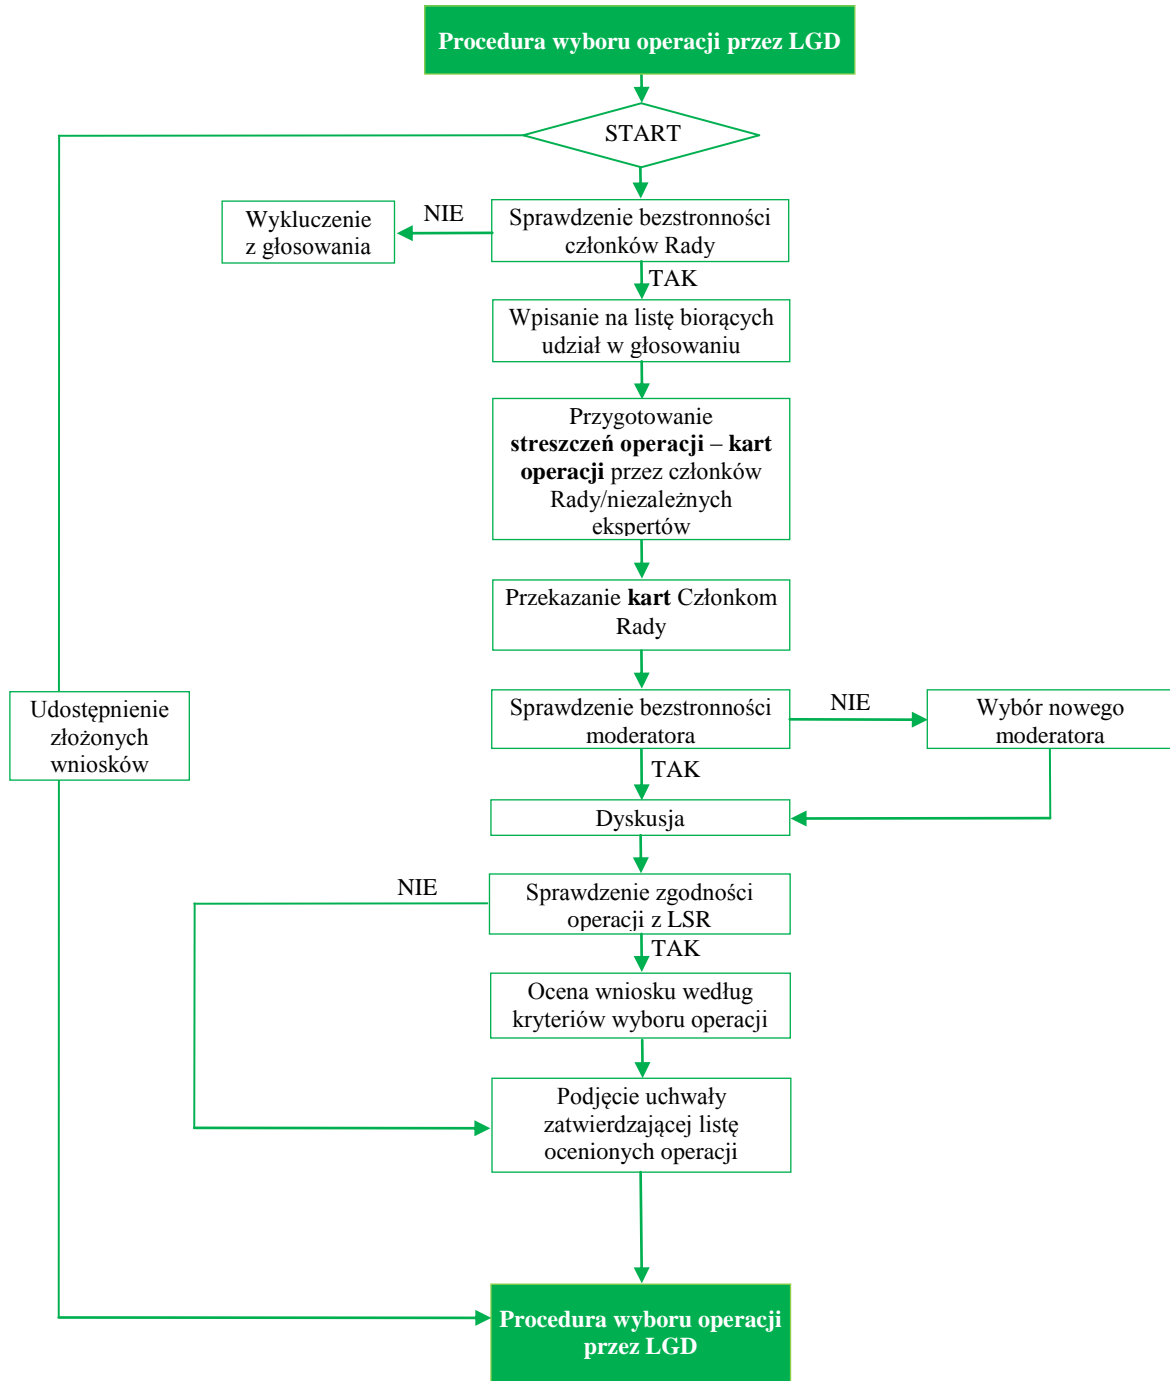 Procedura wyboru operacji przez LGD
START
Wykluczenie
z głosowania
NIE
Sprawdzenie bezstronności
członków Rady
TAK
Wpisanie na listę biorących
udział w głosowaniu
Przygotowanie
streszczeń operacji – kart
operacji przez członków
Rady/niezależnych
ekspertów
Przekazanie kart Członkom
Rady
Udostępnienie
złożonych
wniosków
Sprawdzenie bezstronności
moderatora
NIE
Wybór nowego
moderatora
TAK
Dyskusja
NIE
Sprawdzenie zgodności
operacji z LSR
TAK
Ocena wniosku według
kryteriów wyboru operacji
Podjęcie uchwały
zatwierdzającej listę
ocenionych operacji
Procedura wyboru operacji
przez LGD